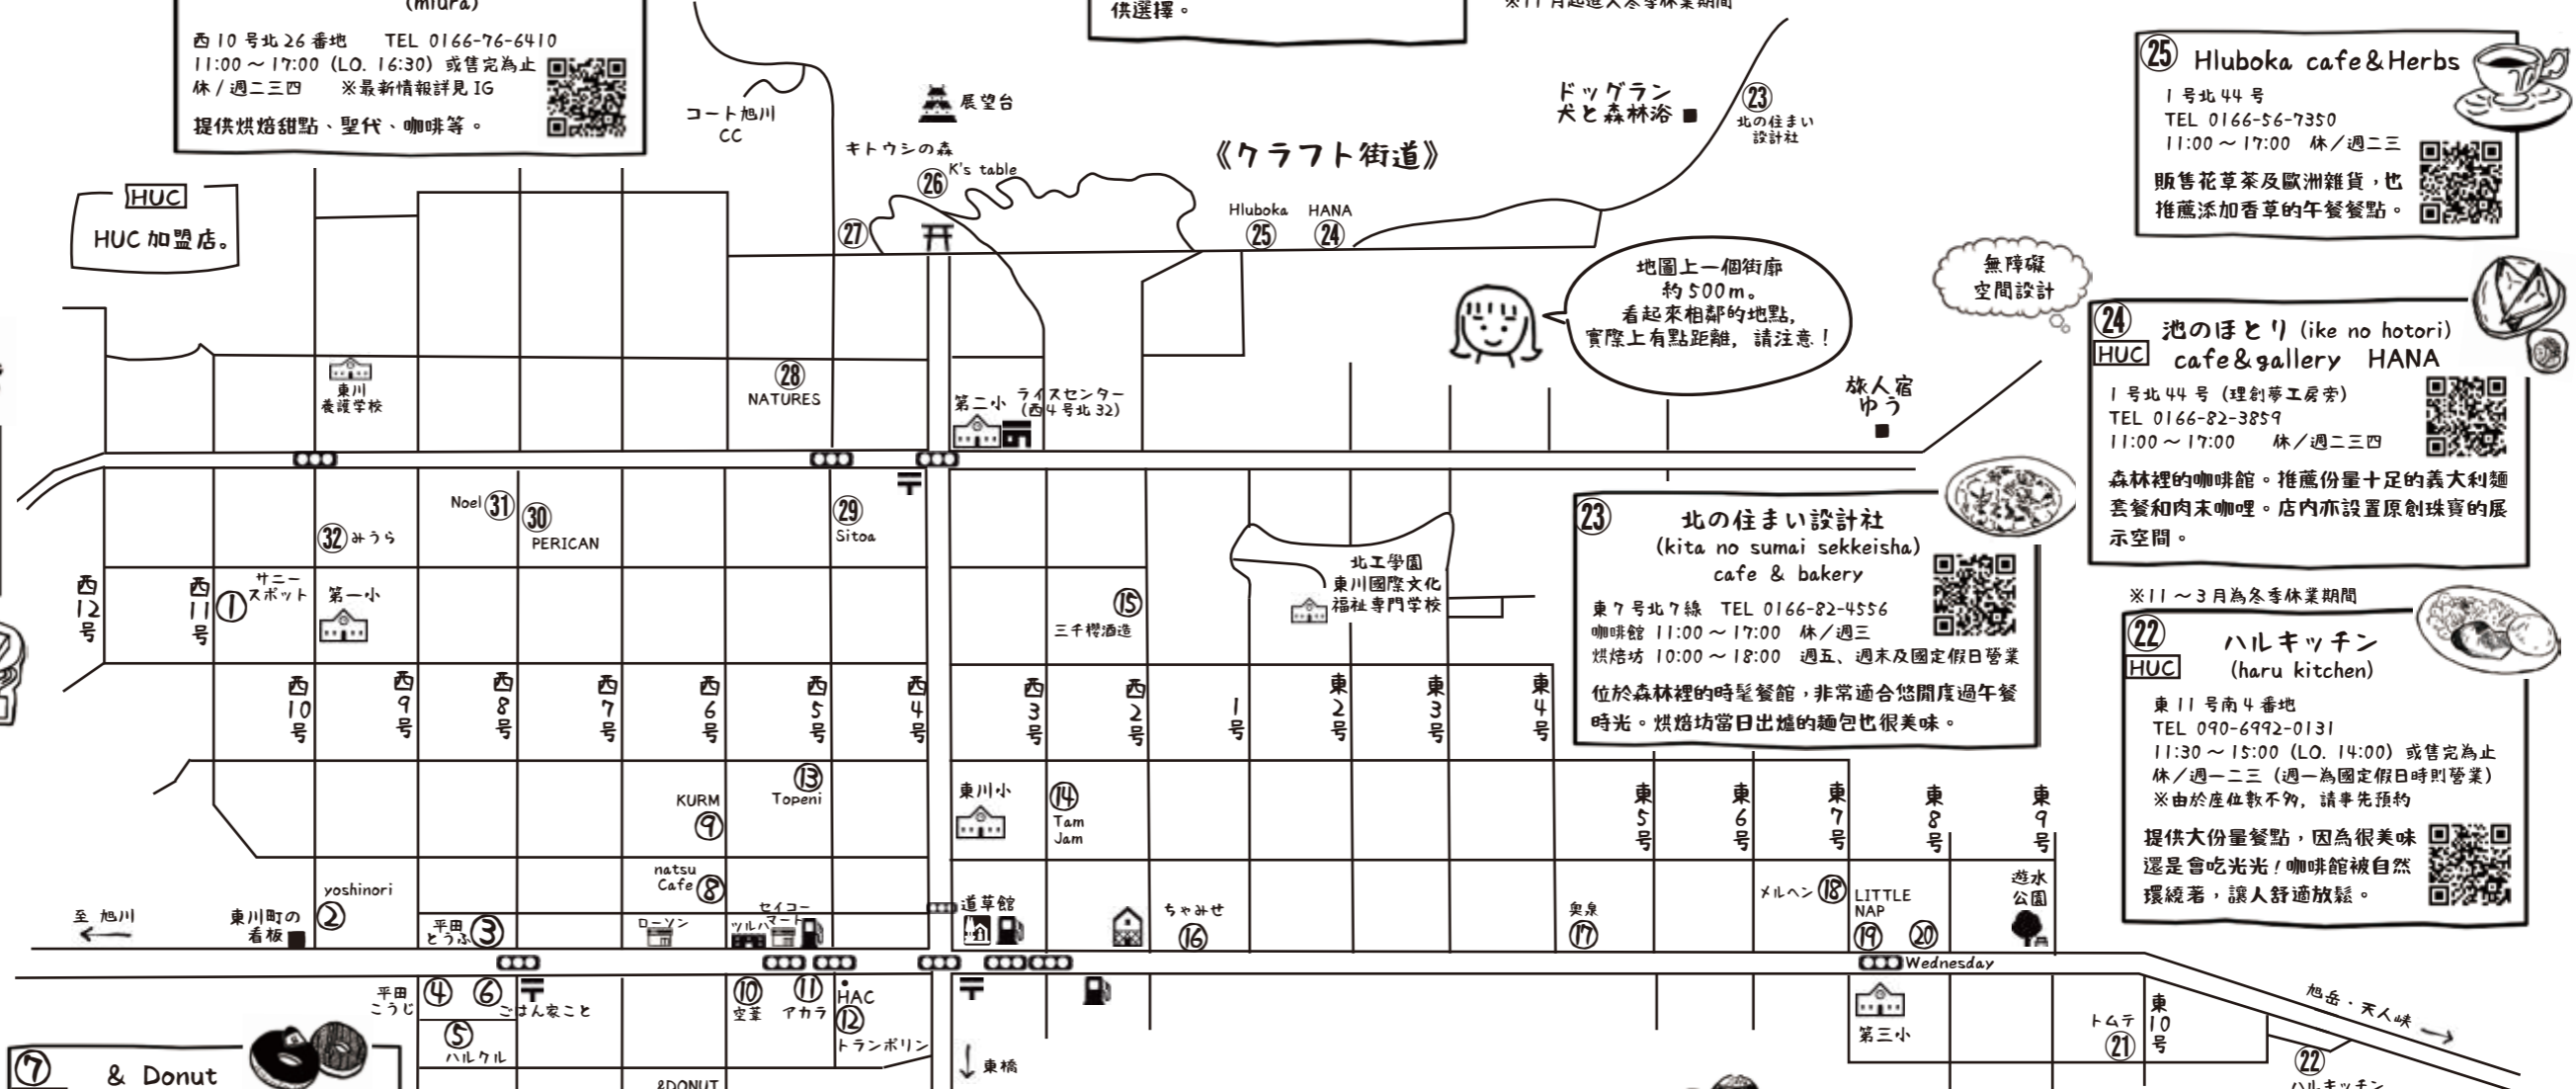 (miura)
西10号北26番地　TEL 0166-76-6410
11:00～17:00（LO. 16:30）或售完為止
休/週二三四　※最新情報詳見IG
提供烘焙甜點、聖代、咖啡等。
供選擇。
※11月起進入冬季休業期間
HUC
HUC加盟店。
コート旭川
CC
展望台
キトウシの森
K's table
26
27
《クラフト街道》
Hluboka
25
HANA
24
ドッグラン
犬と森林浴
23
北の住まい
設計社
地圖上一個街廓
約500m。
看起來相鄰的地點，
實際上有點距離，請注意！
25 Hluboka cafe&Herbs
1号北44号
TEL 0166-56-7350
11:00～17:00　休／週二三
販售花草茶及歐洲雜貨，也
推薦添加香草的午餐餐點。
無障礙
空間設計
24 池のほとり(ike no hotori)
HUC cafe&gallery HANA
1号北44号（理創夢工房旁）
TEL 0166-82-3859
11:00～17:00　休／週二三四
森林裡的咖啡館。推薦份量十足的義大利麵
套餐和肉末咖哩。店內亦設置原創珠寶的展
示空間。
23 北の住まい設計社
(kita no sumai sekkeisha)
cafe & bakery
東7号北7線　TEL 0166-82-4556
咖啡館 11:00～17:00　休／週三
烘焙坊 10:00～18:00　週五、週末及國定假日營業
位於森林裡的時髦餐館，非常適合悠閒度過午餐
時光。烘焙坊當日出爐的麵包也很美味。
※11～3月為冬季休業期間
22 ハルキッチン
HUC (haru kitchen)
東11号南4番地
TEL 090-6992-0131
11:30～15:00（LO. 14:00）或售完為止
休／週一二三（週一為國定假日時則營業）
※由於座位數不多，請事先預約
提供大份量餐點，因為很美味
還是會吃光光！咖啡館被自然
環繞著，讓人舒適放鬆。
東川
養護学校
28
NATURES
第二小
ライスセンター
(西4号北32)
旅人宿
ゆう
Noel 31
30
PERICAN
32 みうら
29
Sitoa
北工學園
東川國際文化
福祉専門学校
西12号
西11号
1
サニー
スポット
第一小
15
三千櫻酒造
西10号
西9号
西8号
西7号
西6号
西5号
西4号
西3号
西2号
1号
東2号
東3号
東4号
東5号
東6号
東7号
東8号
東9号
KURM
9
13
Topeni
東川小
14
Tam
Jam
natsu
Cafe 8
yoshinori
2
至 旭川
東川町の
看板
平田
とうふ 3
ローソン
ツルハ
セイコー
マート
道草館
ちゃみせ
16
奥泉
17
メルヘン 18
LITTLE
NAP
19
20
Wednesday
遊水
公園
平田
こうじ
4
6
ごはん家こと
5
ハルクル
10
空葉
11
アカラ
HAC
12
トランポリン
東橋
第三小
トムテ
21
東10号
旭岳・天人峡
22
ハルキッチン
7 & Donut
&DONUT